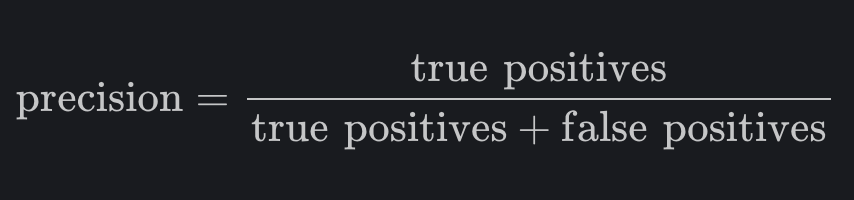 precision = true positives
true positives + false positives